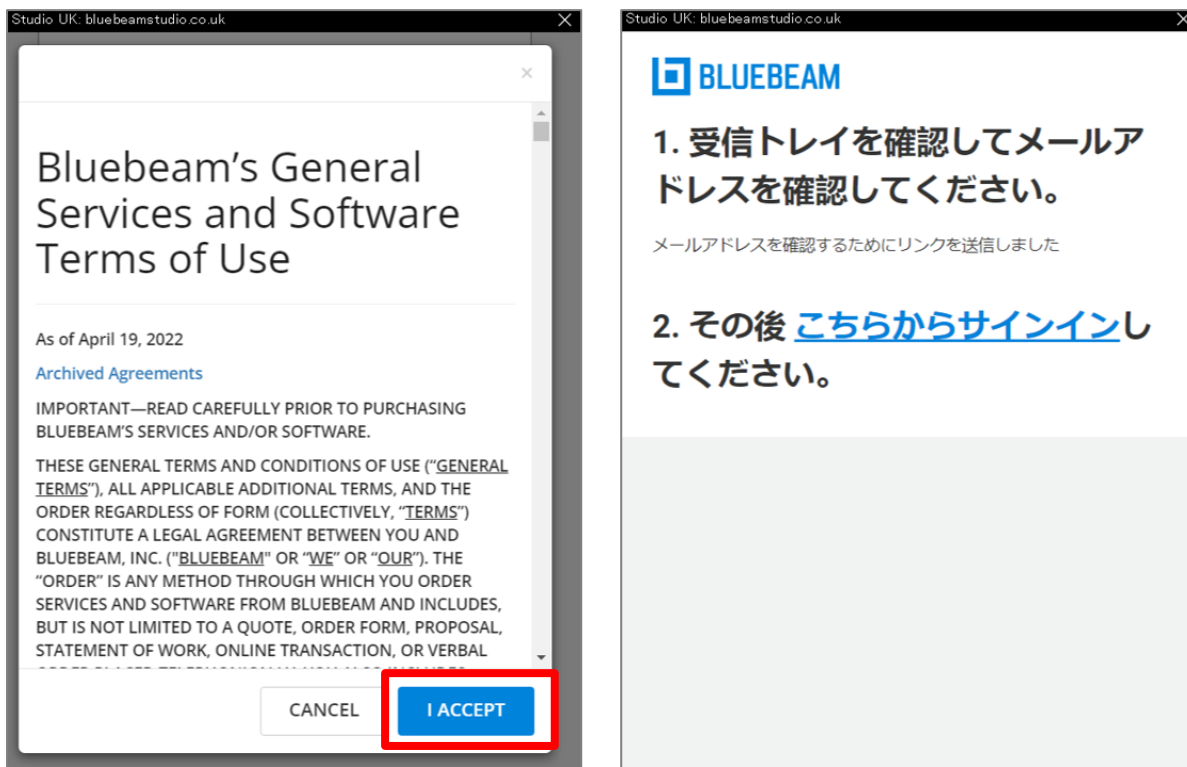 Studio UK: bluebeamstudio.co.uk
Bluebeam’s General
Services and Software
Terms of Use
As of April 19, 2022
Archived Agreements
IMPORTANT—READ CAREFULLY PRIOR TO PURCHASING
BLUEBEAM’S SERVICES AND/OR SOFTWARE.
THESE GENERAL TERMS AND CONDITIONS OF USE (“GENERAL
TERMS”), ALL APPLICABLE ADDITIONAL TERMS, AND THE
ORDER REGARDLESS OF FORM (COLLECTIVELY, “TERMS”)
CONSTITUTE A LEGAL AGREEMENT BETWEEN YOU AND
BLUEBEAM, INC. ("BLUEBEAM" OR “WE” OR “OUR”). THE
“ORDER” IS ANY METHOD THROUGH WHICH YOU ORDER
SERVICES AND SOFTWARE FROM BLUEBEAM AND INCLUDES,
BUT IS NOT LIMITED TO A QUOTE, ORDER FORM, PROPOSAL,
STATEMENT OF WORK, ONLINE TRANSACTION, OR VERBAL
CANCEL
I ACCEPT
Studio UK: bluebeamstudio.co.uk
BLUEBEAM
1. 受信トレイを確認してメールア
ドレスを確認してください。
メールアドレスを確認するためにリンクを送信しました
2. その後 こちらからサインインし
てください。